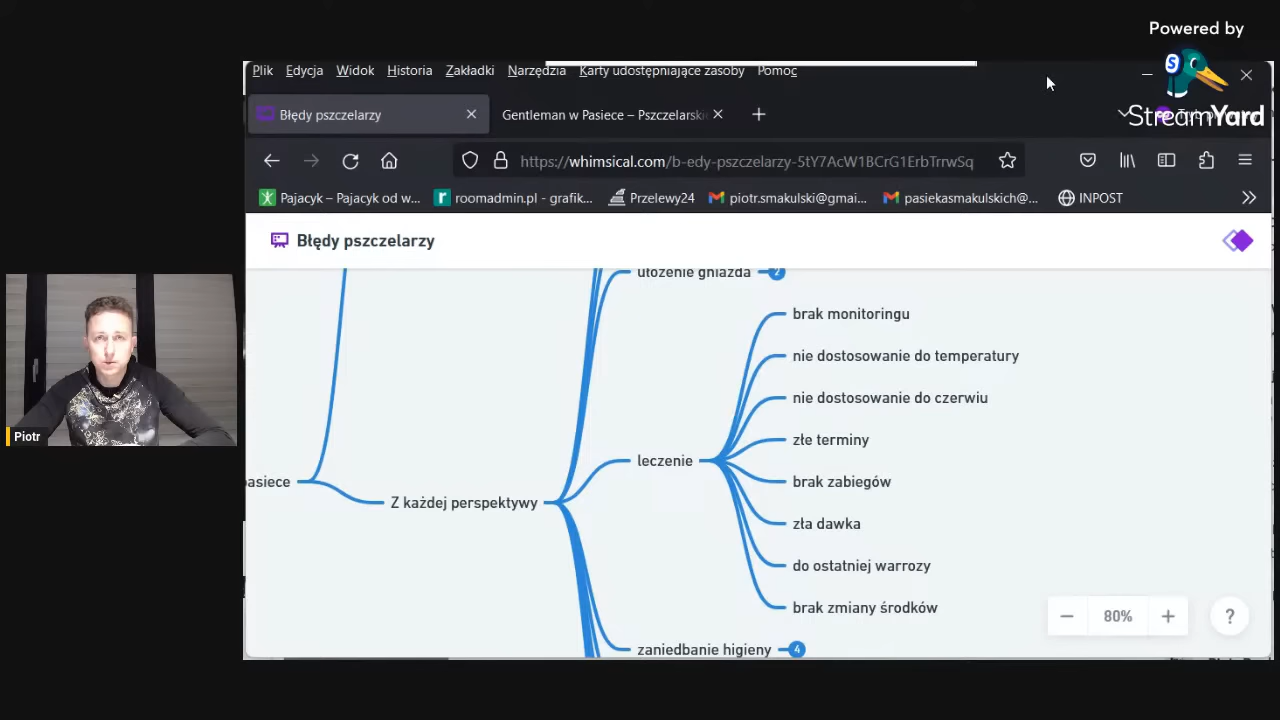 Powered by
StreamYard
Plik Edycja Widok Historia Zakładki Narzędzia Karty udostępniające zasoby Pomoc
Błędy pszczelarzy
Gentleman w Pasiece – Pszczelarski
https://whimsical.com/b-edy-pszczelarzy-5tY7AcW1BCrG1ErbTrrwSq
Pajacyk – Pajacyk od w...
roomadmin.pl - grafik...
Przelewy24
piotr.smakulski@gmai...
pasiekasmakulskich@...
INPOST
Błędy pszczelarzy
ułożenie gniazda 2
brak monitoringu
nie dostosowanie do temperatury
nie dostosowanie do czerwiu
złe terminy
leczenie
brak zabiegów
asiece
Z każdej perspektywy
zła dawka
do ostatniej warrozy
brak zmiany środków
80%
?
zaniedbanie higieny 4
Piotr